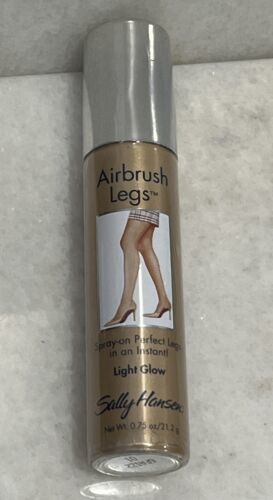 Airbrush
Legs™
Spray-on Perfect Legs
in an Instant!
Light Glow
Sally Hansen
Net Wt. 0.75 oz/21.2 g